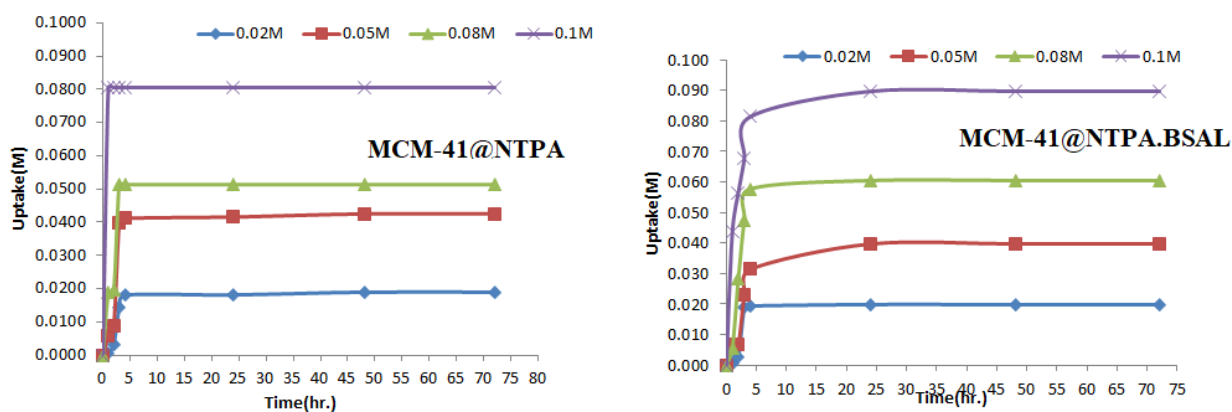 0.1000
0.0900
0.0800
0.0700
0.0600
0.0500
0.0400
0.0300
0.0200
0.0100
0.0000
Uptake(M)
0.02M 0.05M 0.08M 0.1M
MCM-41@NTPA
0 5 10 15 20 25 30 35 40 45 50 55 60 65 70 75 80
Time(hr.)
0.100
0.090
0.080
0.070
0.060
0.050
0.040
0.030
0.020
0.010
0.000
Uptake(M)
0.02M 0.05M 0.08M 0.1M
MCM-41@NTPA.BSAL
0 5 10 15 20 25 30 35 40 45 50 55 60 65 70 75
Time(hr.)